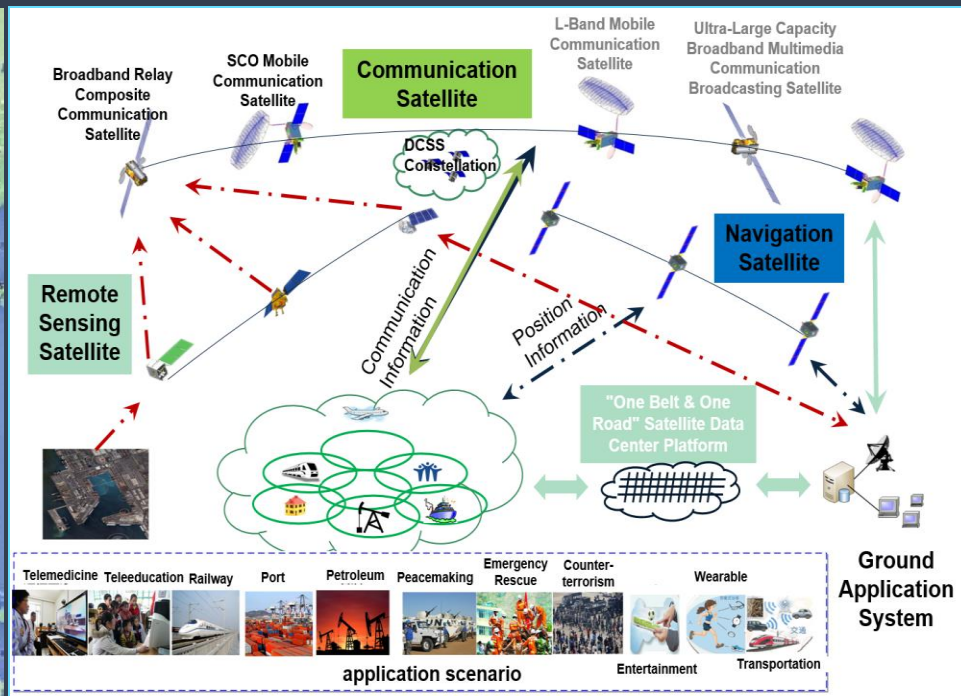 L-Band Mobile
Communication
Satellite
Ultra-Large Capacity
Broadband Multimedia
Communication
Broadcasting Satellite
SCO Mobile
Communication
Satellite
Broadband Relay
Composite
Communication
Satellite
Communication
Satellite
DCSS
Constellation
Navigation
Satellite
Remote
Sensing
Satellite
Communication
Information
Position
Information
"One Belt & One
Road" Satellite Data
Center Platform
Ground
Application
System
Telemedicine
Teleeducation
Railway
Port
Petroleum
Peacemaking
Emergency
Rescue
Counter-
terrorism
Wearable
UN
交通
Entertainment
Transportation
application scenario